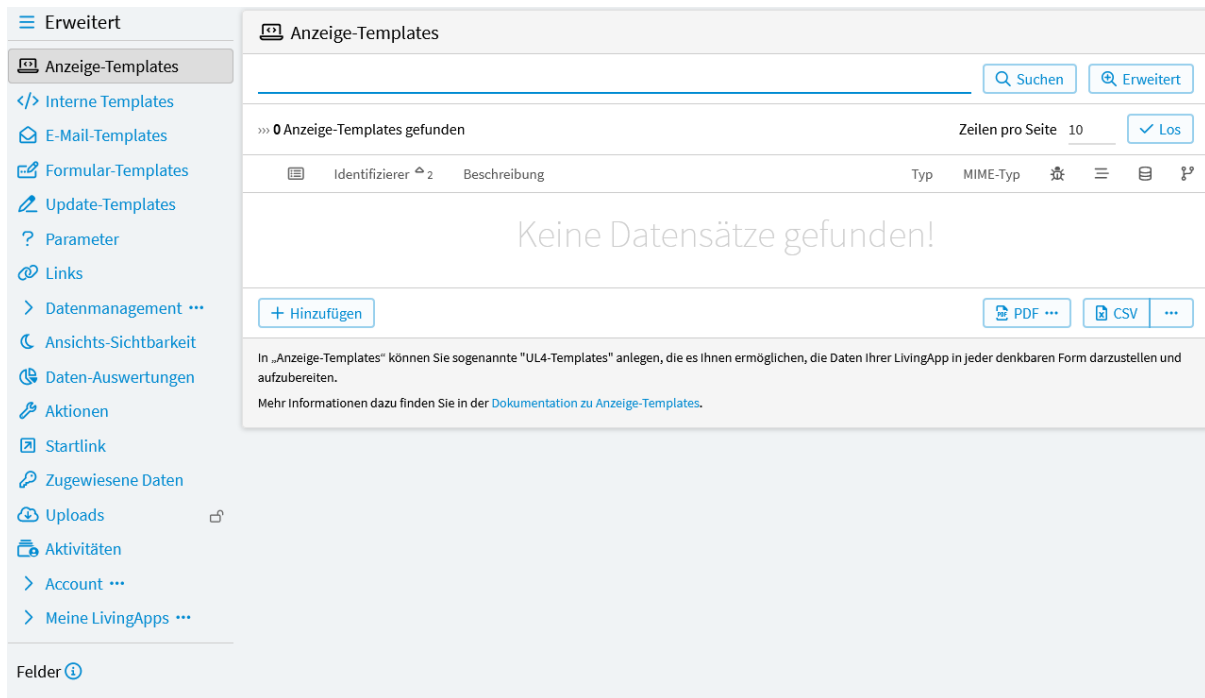 Erweitert
Anzeige-Templates
Interne Templates
E-Mail-Templates
Formular-Templates
Update-Templates
? Parameter
Links
Datenmanagement ···
Ansichts-Sichtbarkeit
Daten-Auswertungen
Aktionen
Startlink
Zugewiesene Daten
Uploads
Aktivitäten
Account ···
Meine LivingApps ···
Felder
Anzeige-Templates
Suchen Erweitert
››› 0 Anzeige-Templates gefunden Zeilen pro Seite 10 Los
Identifizierer 2 Beschreibung Typ MIME-Typ
Keine Datensätze gefunden!
+ Hinzufügen PDF ··· CSV ···
In „Anzeige-Templates“ können Sie sogenannte "UL4-Templates" anlegen, die es Ihnen ermöglichen, die Daten Ihrer LivingApp in jeder denkbaren Form darzustellen und
aufzubereiten.
Mehr Informationen dazu finden Sie in der Dokumentation zu Anzeige-Templates.